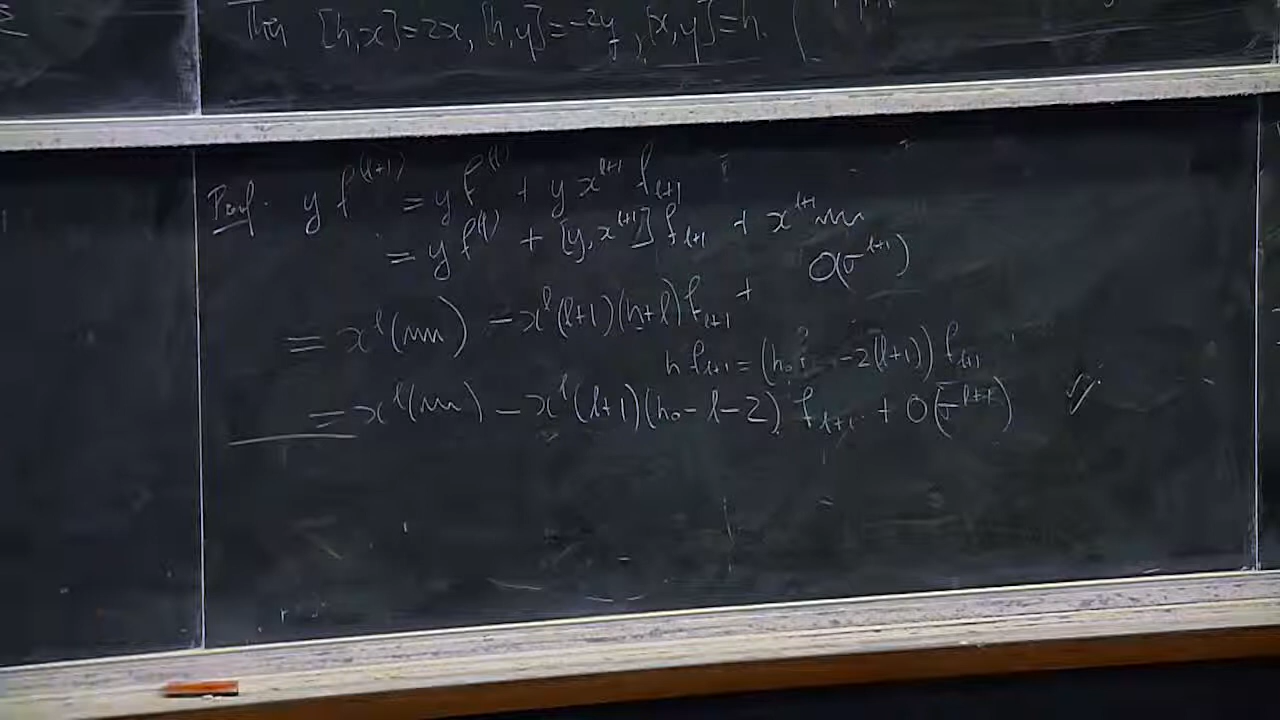 Then [h,x]=2x, [h,y]=-2y, [x,y]=h.
Proof. y f^{(l+1)} = y f^{(l)} + y x^{l+1} f_{l+1}
= y f^{(l)} + [y, x^{l+1}] f_{l+1} + x^{l+1}
O(σ^{l+1})
= x^l( ) - x^l(l+1)(h+l) f_{l+1} +
h f_{l+1} = (h_0 -2(l+1)) f_{l+1}
= x^l( ) - x^l(l+1)(h_0-l-2) f_{l+1} + O(σ^{l+1})